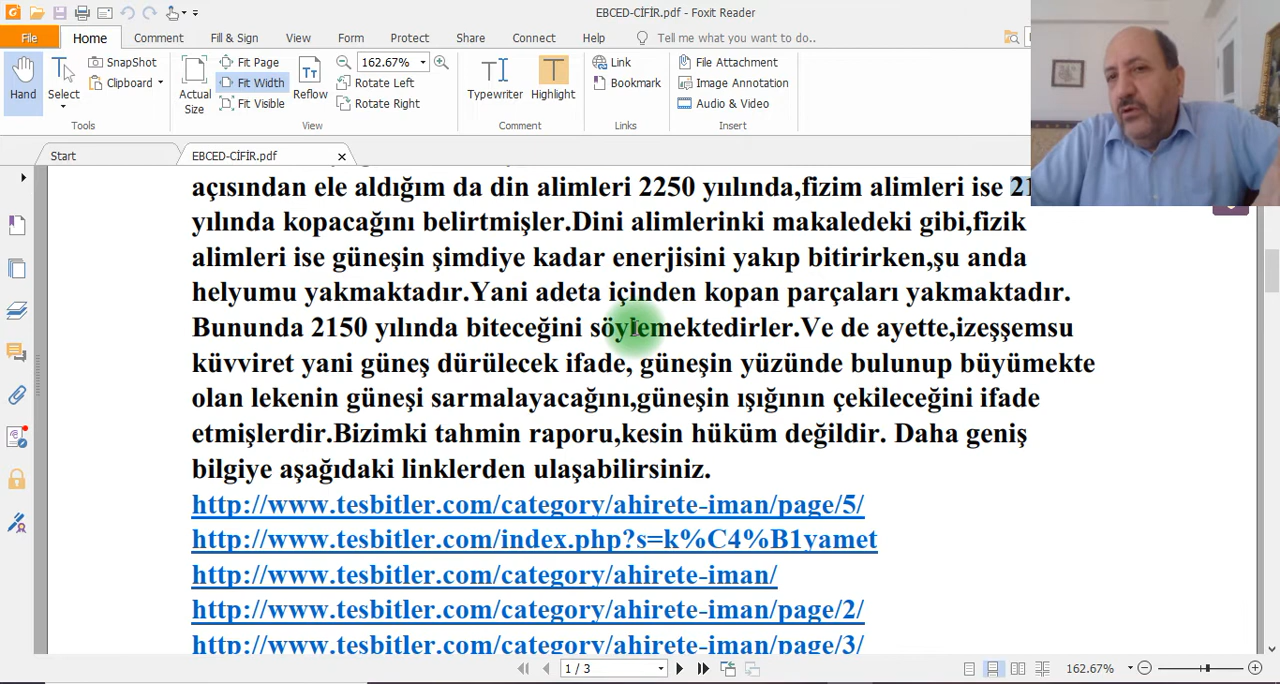 EBCED-CİFİR.pdf - Foxit Reader
File Home Comment Fill & Sign View Form Protect Share Connect Help Tell me what you want to do..
Hand
Select
SnapShot
Clipboard
Actual Size
Fit Page
Fit Width
Fit Visible
Reflow
162.67%
Rotate Left
Rotate Right
Typewriter
Highlight
Link
Bookmark
File Attachment
Image Annotation
Audio & Video
Tools View Comment Links Insert
Start EBCED-CİFİR.pdf
açısından ele aldığım da din alimleri 2250 yıılında,fizim alimleri ise
yılında kopacağını belirtmişler.Dini alimlerinki makaledeki gibi,fizik
alimleri ise güneşin şimdiye kadar enerjisini yakıp bitirirken,şu anda
helyumu yakmaktadır.Yani adeta içinden kopan parçaları yakmaktadır.
Bununda 2150 yılında biteceğini söylemektedirler.Ve de ayette,izeşşemsu
küvviret yani güneş dürülecek ifade, güneşin yüzünde bulunup büyümekte
olan lekenin güneşi sarmalayacağını,güneşin ışığının çekileceğini ifade
etmişlerdir.Bizimki tahmin raporu,kesin hüküm değildir. Daha geniş
bilgiye aşağıdaki linklerden ulaşabilirsiniz.
http://www.tesbitler.com/category/ahirete-iman/page/5/
http://www.tesbitler.com/index.php?s=k%C4%B1yamet
http://www.tesbitler.com/category/ahirete-iman/
http://www.tesbitler.com/category/ahirete-iman/page/2/
http://www.tesbitler.com/category/ahirete-iman/page/3/
1 / 3 162.67%